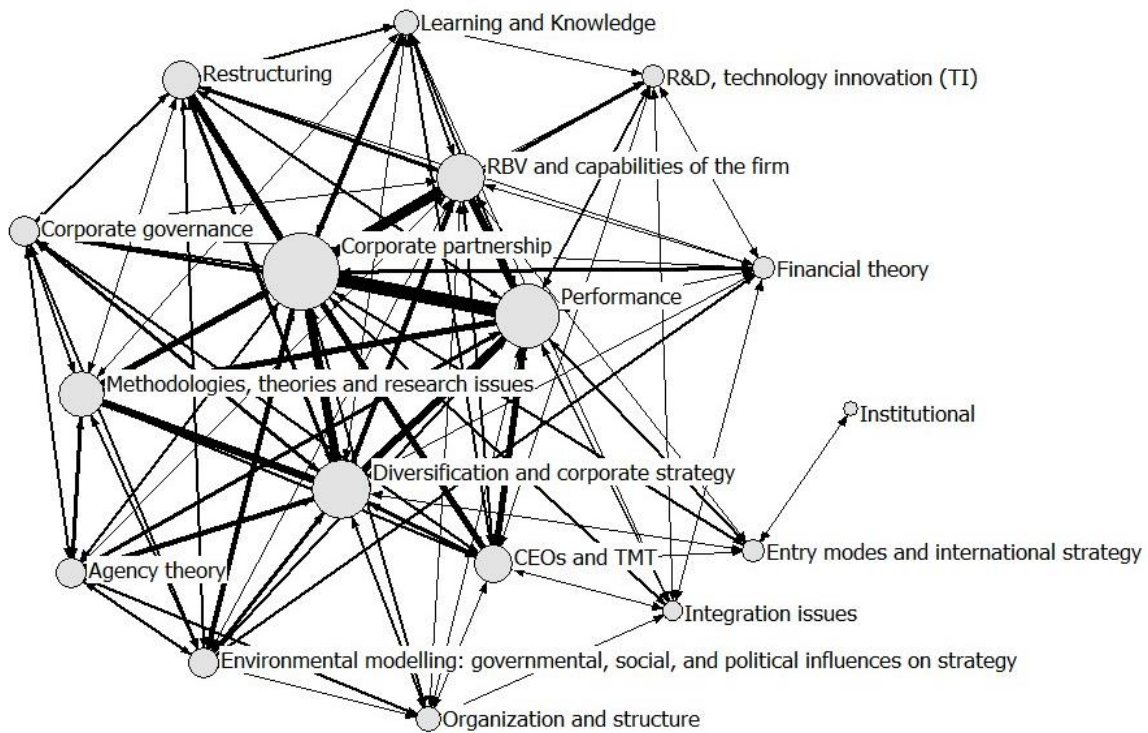 Learning and Knowledge
Restructuring
R&D, technology innovation (TI)
RBV and capabilities of the firm
Corporate governance
Corporate partnership
Financial theory
Performance
Methodologies, theories and research issues
Institutional
Diversification and corporate strategy
CEOs and TMT
Entry modes and international strategy
Agency theory
Integration issues
Environmental modelling: governmental, social, and political influences on strategy
Organization and structure